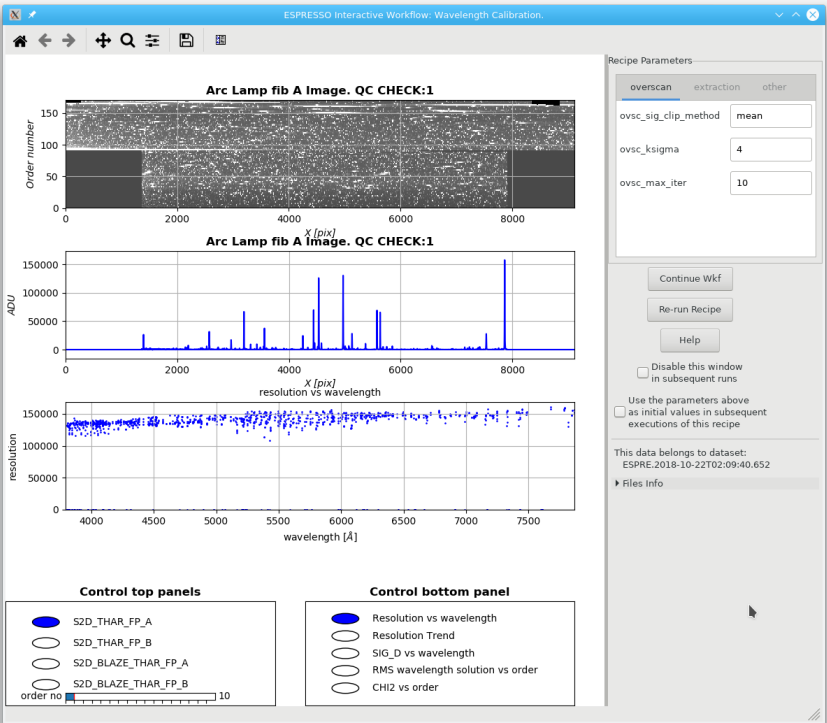 ESPRESSO Interactive Workflow: Wavelength Calibration.
Arc Lamp fib A Image. QC CHECK:1
Order number
150
100
50
0
0 2000 4000 6000 8000
X [pix]
Arc Lamp fib A Image. QC CHECK:1
ADU
150000
100000
50000
0
0 2000 4000 6000 8000
X [pix]
resolution vs wavelength
resolution
150000
100000
50000
0
4000 4500 5000 5500 6000 6500 7000 7500
wavelength [Å]
Control top panels
S2D_THAR_FP_A
S2D_THAR_FP_B
S2D_BLAZE_THAR_FP_A
S2D_BLAZE_THAR_FP_B
order no 10
Control bottom panel
Resolution vs wavelength
Resolution Trend
SIG_D vs wavelength
RMS wavelength solution vs order
CHI2 vs order
Recipe Parameters
overscan extraction other
ovsc_sig_clip_method mean
ovsc_ksigma 4
ovsc_max_iter 10
Continue Wkf
Re-run Recipe
Help
Disable this window
in subsequent runs
Use the parameters above
as initial values in subsequent
executions of this recipe
This data belongs to dataset:
ESPRE.2018-10-22T02:09:40.652
Files Info